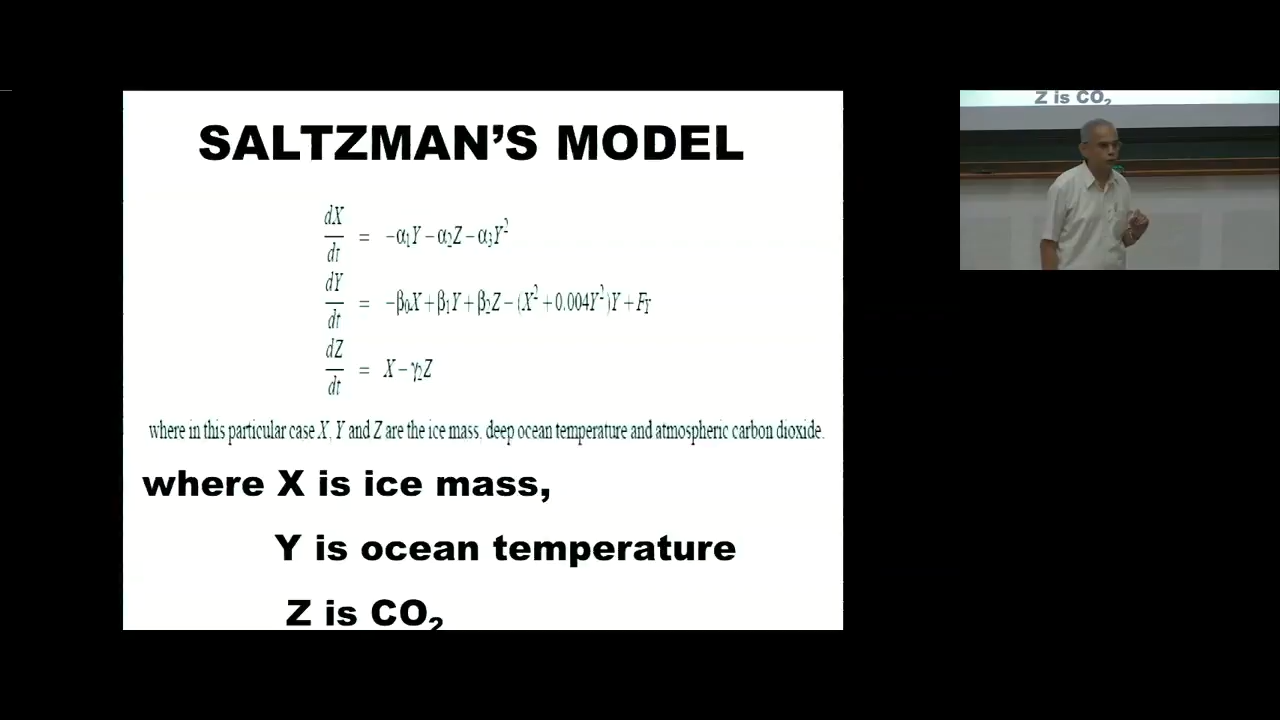 SALTZMAN'S MODEL
dX/dt = −α₁Y − α₂Z − α₃Y²
dY/dt = −β₀X + β₁Y + β₂Z − (X² + 0.004Y²)Y + F_Y
dZ/dt = X − γ₂Z
where in this particular case X, Y and Z are the ice mass, deep ocean temperature and atmospheric carbon dioxide.
where X is ice mass,
Y is ocean temperature
Z is CO₂
Z is CO₂